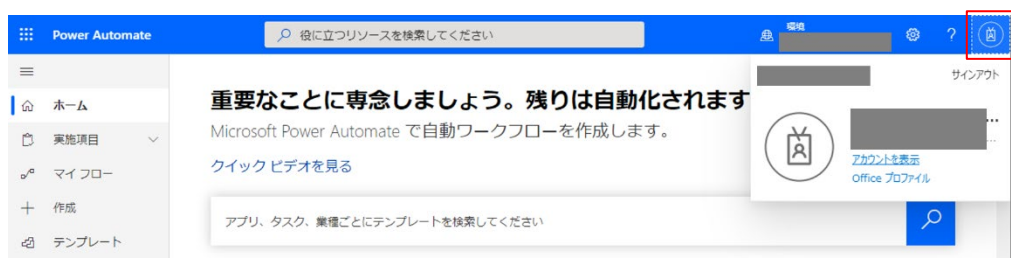 Power Automate
役に立つリソースを検索してください
環境
?
サインアウト
ホーム
実施項目
マイ フロー
作成
テンプレート
重要なことに専念しましょう。残りは自動化されます
Microsoft Power Automate で自動ワークフローを作成します。
クイック ビデオを見る
アプリ、タスク、業種ごとにテンプレートを検索してください
...
アカウントを表示
Office プロファイル